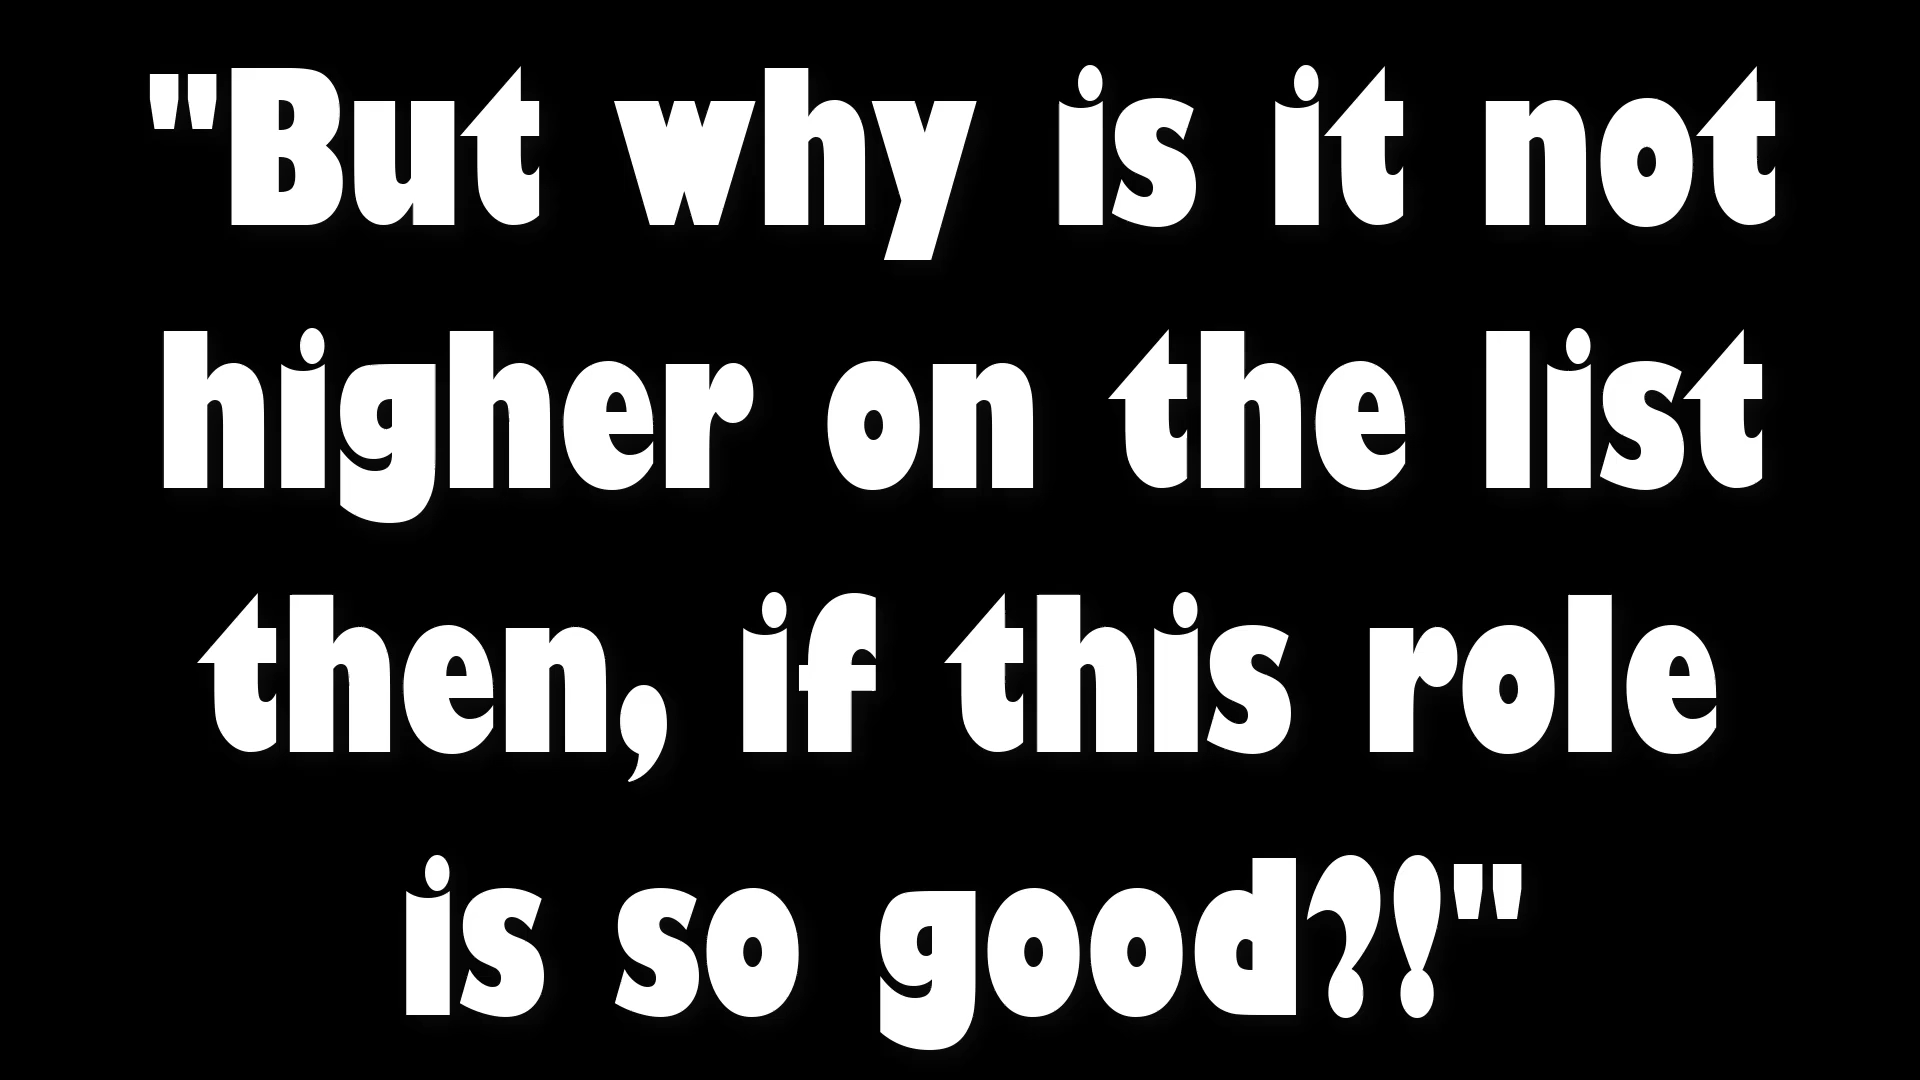 "But why is it not
higher on the list
then, if this role
is so good?!"